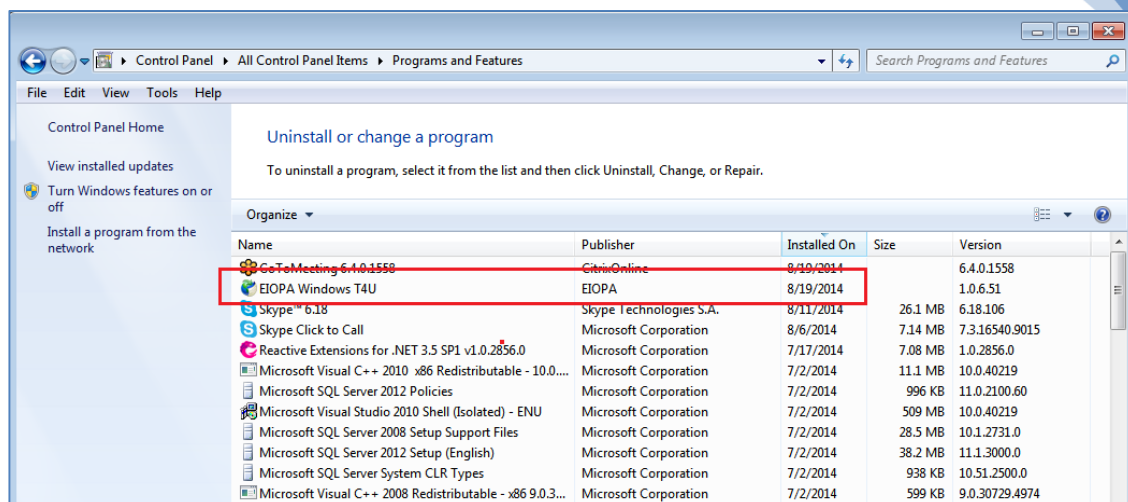 Control Panel ▸ All Control Panel Items ▸ Programs and Features Search Programs and Features
File Edit View Tools Help
Control Panel Home
View installed updates
Turn Windows features on or
off
Install a program from the
network
Uninstall or change a program
To uninstall a program, select it from the list and then click Uninstall, Change, or Repair.
Organize
Name Publisher Installed On Size Version
GoToMeeting 6.4.0.1558 CitrixOnline 8/19/2014 6.4.0.1558
EIOPA Windows T4U EIOPA 8/19/2014 1.0.6.51
Skype™ 6.18 Skype Technologies S.A. 8/11/2014 26.1 MB 6.18.106
Skype Click to Call Microsoft Corporation 8/6/2014 7.14 MB 7.3.16540.9015
Reactive Extensions for .NET 3.5 SP1 v1.0.2856.0 Microsoft Corporation 7/17/2014 7.08 MB 1.0.2856.0
Microsoft Visual C++ 2010 x86 Redistributable - 10.0.... Microsoft Corporation 7/2/2014 11.1 MB 10.0.40219
Microsoft SQL Server 2012 Policies Microsoft Corporation 7/2/2014 996 KB 11.0.2100.60
Microsoft Visual Studio 2010 Shell (Isolated) - ENU Microsoft Corporation 7/2/2014 509 MB 10.0.40219
Microsoft SQL Server 2008 Setup Support Files Microsoft Corporation 7/2/2014 28.5 MB 10.1.2731.0
Microsoft SQL Server 2012 Setup (English) Microsoft Corporation 7/2/2014 38.2 MB 11.1.3000.0
Microsoft SQL Server System CLR Types Microsoft Corporation 7/2/2014 938 KB 10.51.2500.0
Microsoft Visual C++ 2008 Redistributable - x86 9.0.3... Microsoft Corporation 7/2/2014 599 KB 9.0.30729.4974